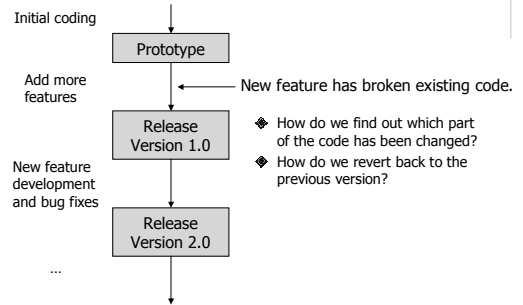 Initial coding
Prototype
Add more
features
New feature has broken existing code.
Release
Version 1.0
How do we find out which part
of the code has been changed?
How do we revert back to the
previous version?
New feature
development
and bug fixes
Release
Version 2.0
...